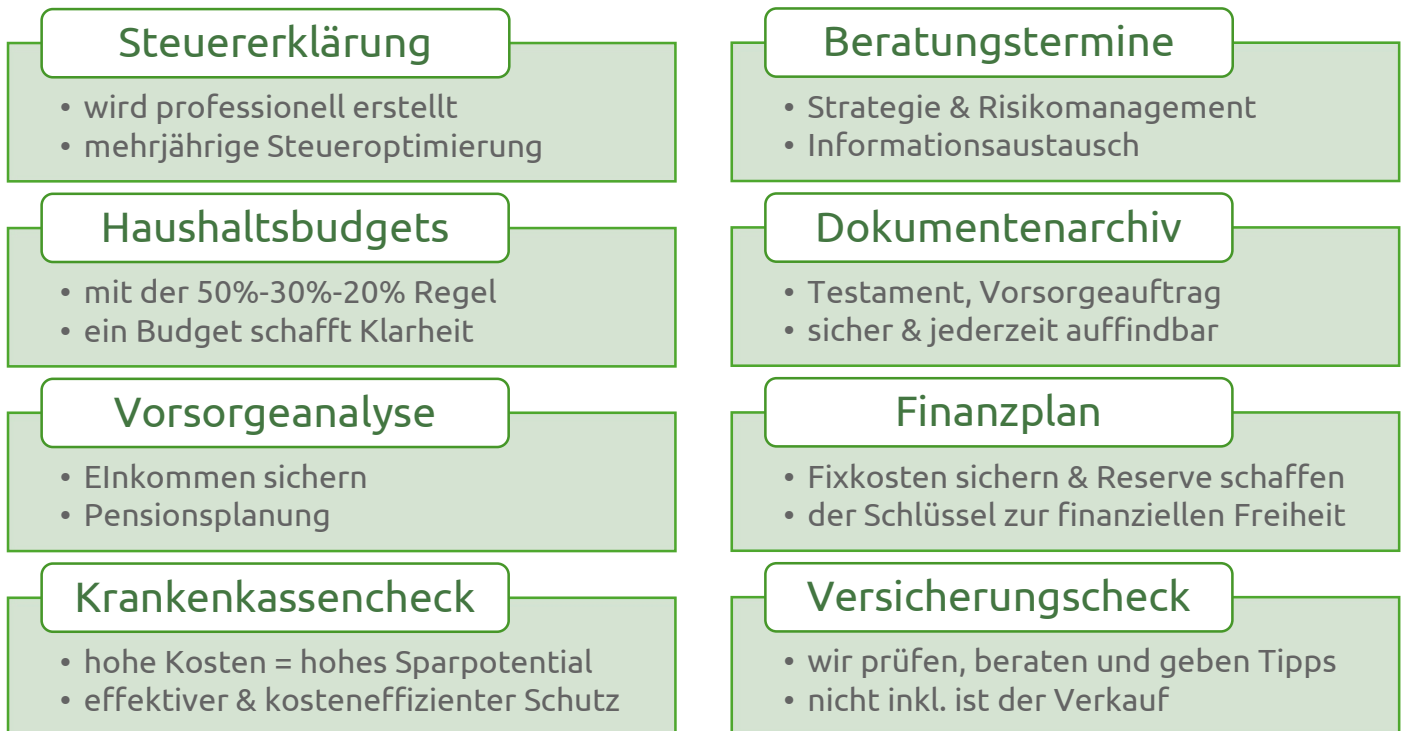 Steuererklärung
• wird professionell erstellt
• mehrjährige Steueroptimierung
Beratungstermine
• Strategie & Risikomanagement
• Informationsaustausch
Haushaltsbudgets
• mit der 50%-30%-20% Regel
• ein Budget schafft Klarheit
Dokumentenarchiv
• Testament, Vorsorgeauftrag
• sicher & jederzeit auffindbar
Vorsorgeanalyse
• EInkommen sichern
• Pensionsplanung
Finanzplan
• Fixkosten sichern & Reserve schaffen
• der Schlüssel zur finanziellen Freiheit
Krankenkassencheck
• hohe Kosten = hohes Sparpotential
• effektiver & kosteneffizienter Schutz
Versicherungscheck
• wir prüfen, beraten und geben Tipps
• nicht inkl. ist der Verkauf